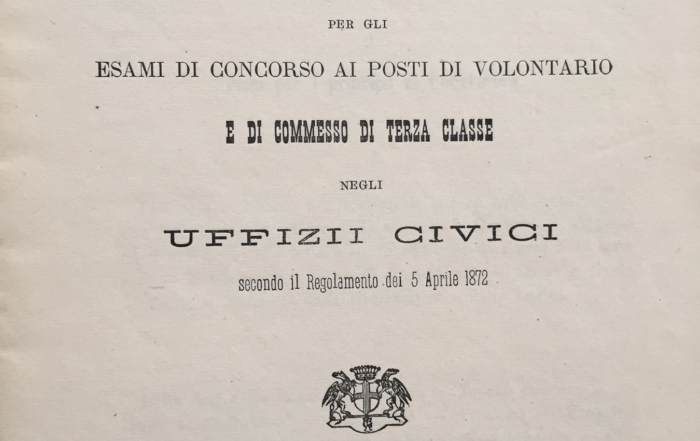 PER GLI
ESAMI DI CONCORSO AI POSTI DI VOLONTARIO
E DI COMMESSO DI TERZA CLASSE
NEGLI
UFFIZII CIVICI
secondo il Regolamento dei 5 Aprile 1872